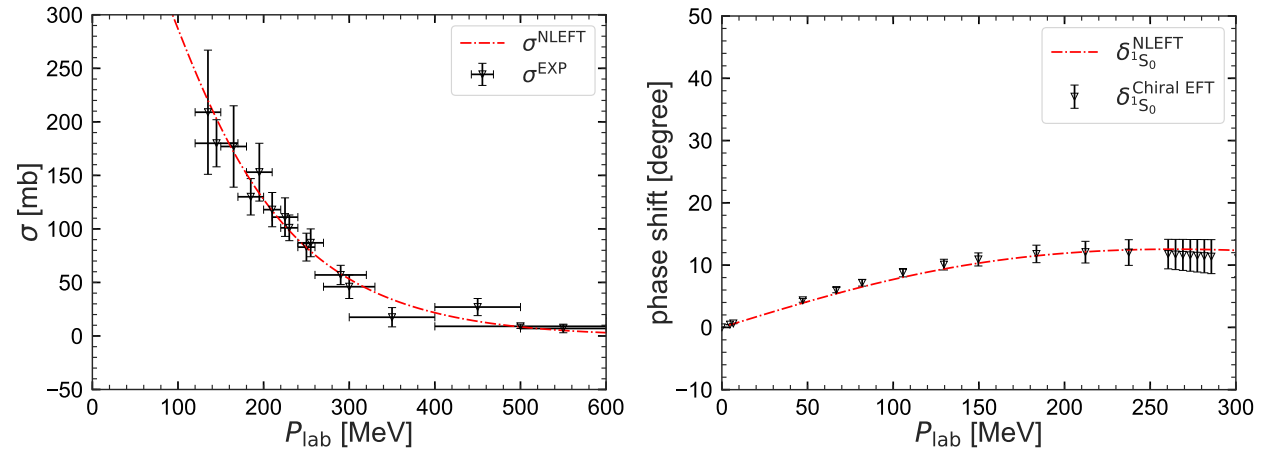 300
250
200
150
100
50
0
−50
σ [mb]
0 100 200 300 400 500 600
P_lab [MeV]
σ^NLEFT
σ^EXP
50
40
30
20
10
0
−10
phase shift [degree]
0 50 100 150 200 250 300
P_lab [MeV]
δ^NLEFT_¹S₀
δ^Chiral EFT_¹S₀